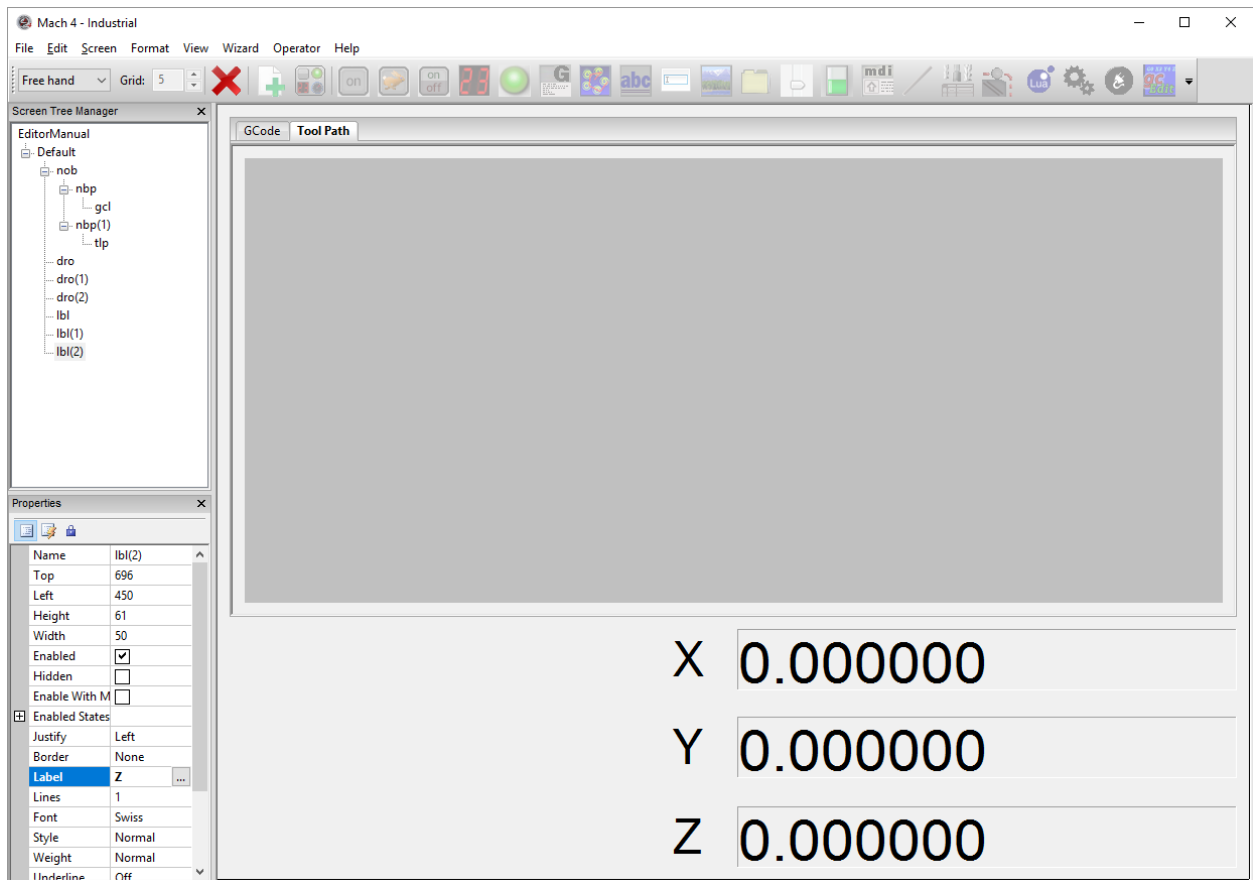 Mach 4 - Industrial
File Edit Screen Format View Wizard Operator Help
Free hand Grid: 5 on on off 23 G abc mdi Lua Edit
Screen Tree Manager
EditorManual
Default
nob
nbp
gcl
nbp(1)
tlp
dro
dro(1)
dro(2)
lbl
lbl(1)
lbl(2)
Properties
Name lbl(2)
Top 696
Left 450
Height 61
Width 50
Enabled
Hidden
Enable With M
Enabled States
Justify Left
Border None
Label Z ...
Lines 1
Font Swiss
Style Normal
Weight Normal
Underline Off
GCode Tool Path
X 0.000000
Y 0.000000
Z 0.000000